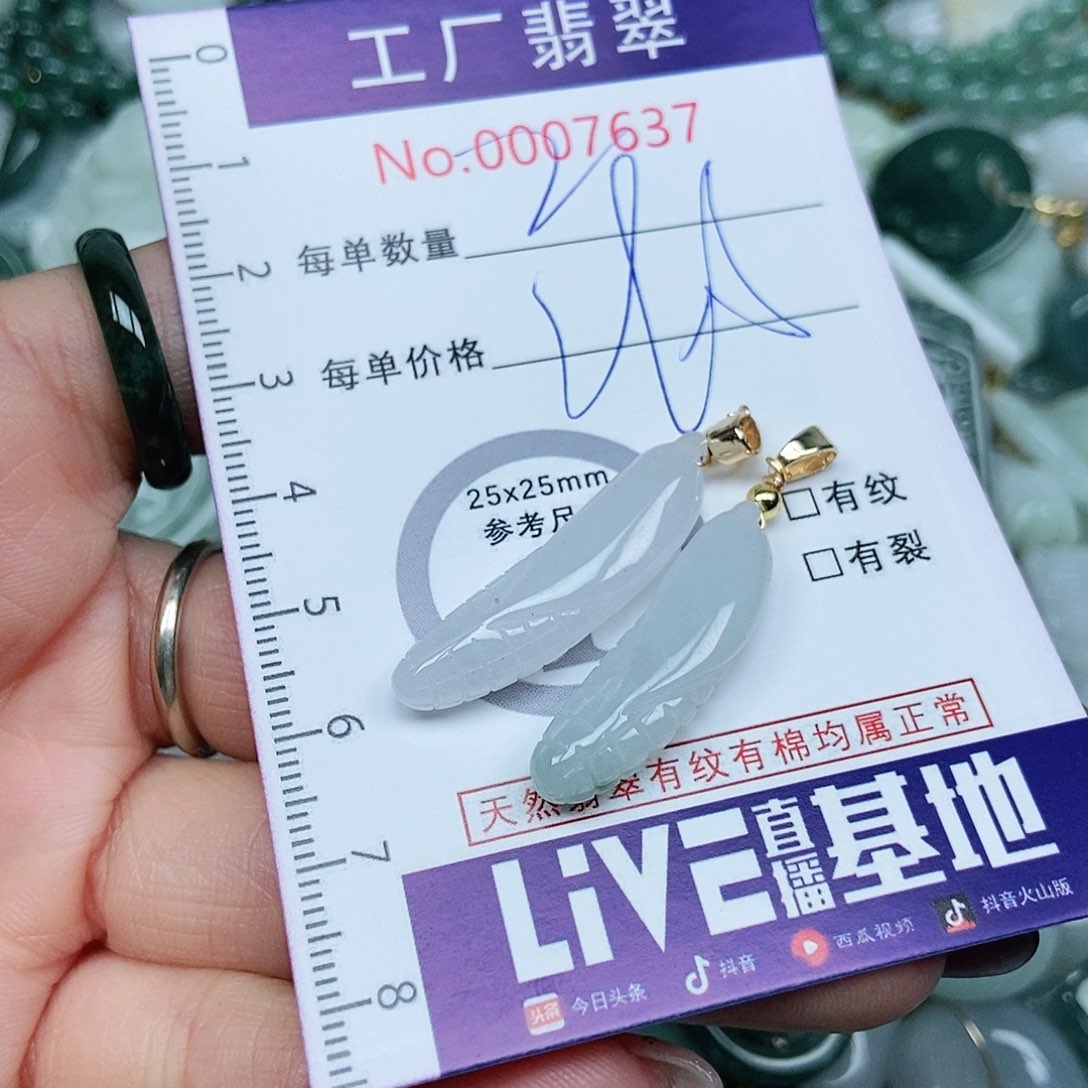 工厂翡翠
No.0007637
每单数量
每单价格
25x25mm
参考尺
□有纹
□有裂
天然翡翠有纹有棉均属正常
LiVE直播基地
头条 今日头条 抖音 西瓜视频 抖音火山版
0
1
2
3
4
5
6
7
8